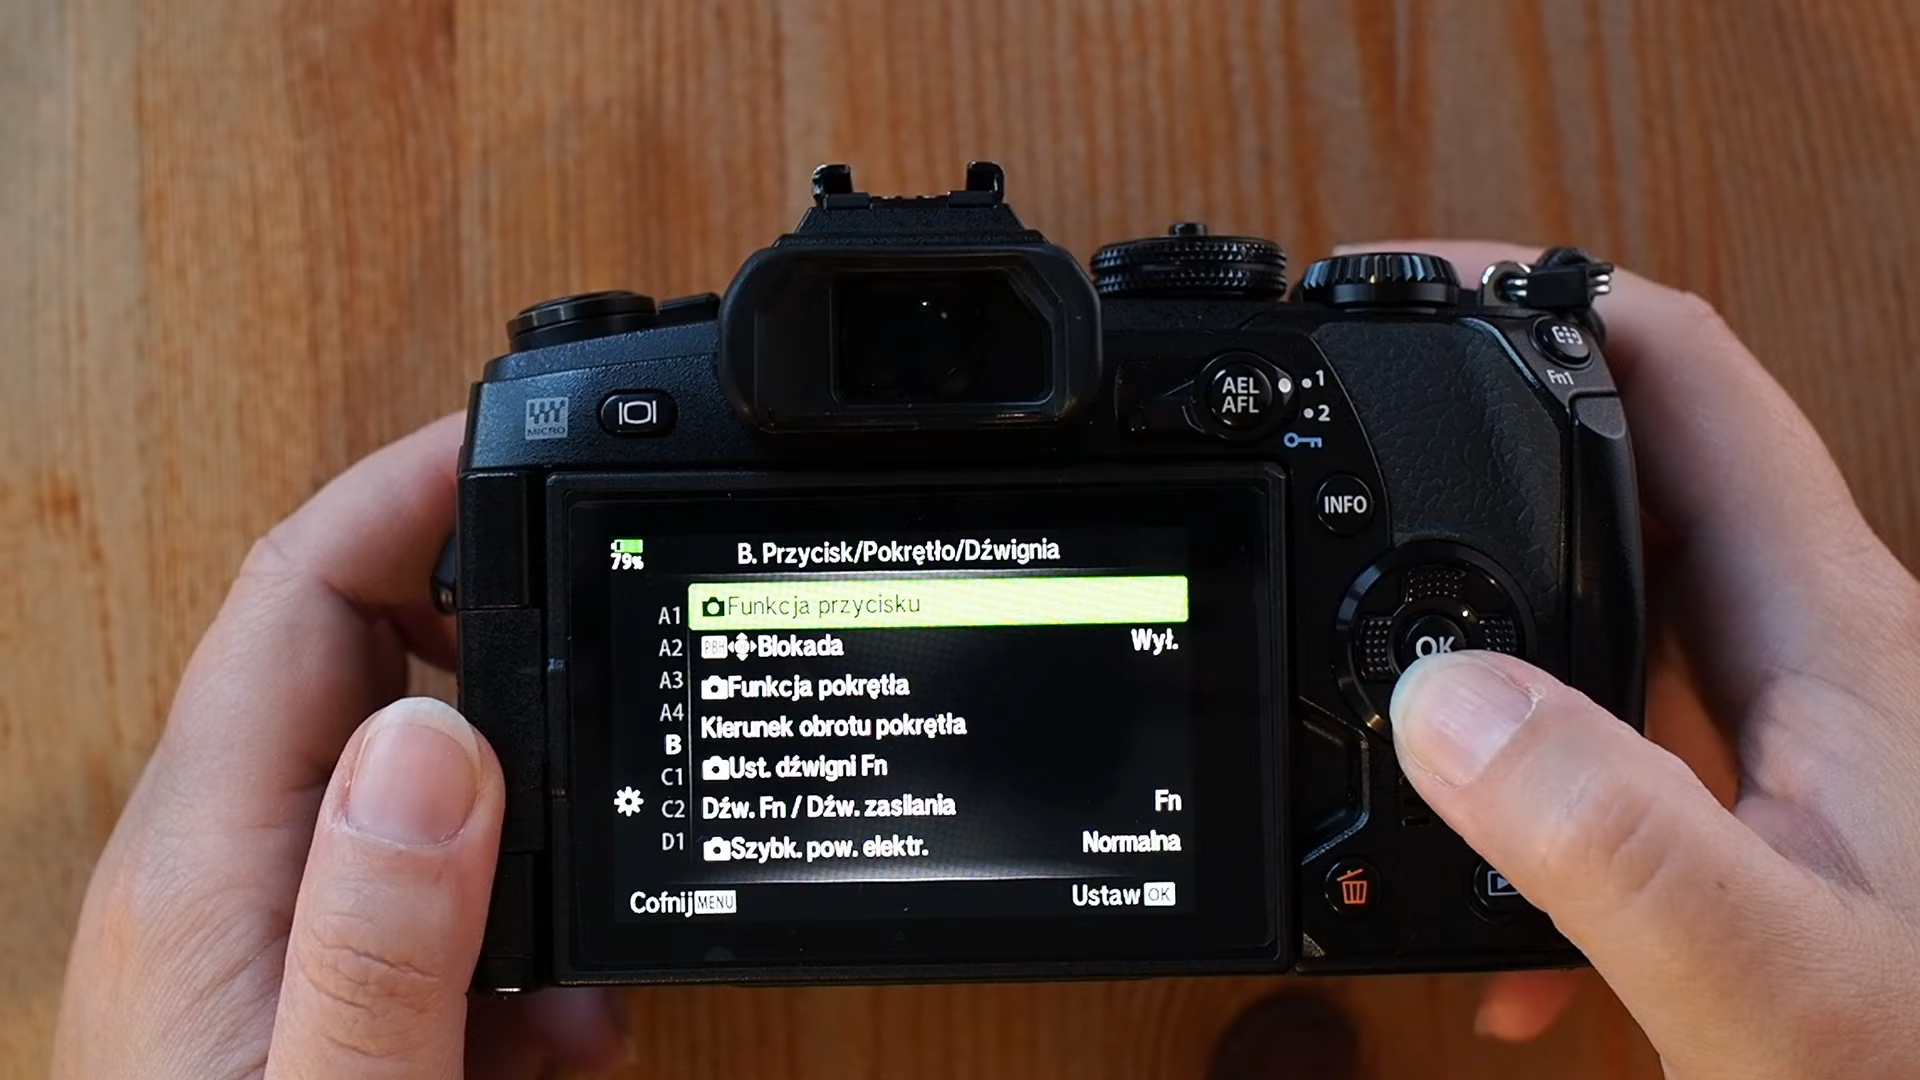 MICRO
AEL
AFL
1
2
Fn1
INFO
OK
79%
B. Przycisk/Pokrętło/Dźwignia
A1
Funkcja przycisku
A2
Blokada
Wył.
A3
Funkcja pokrętła
A4
Kierunek obrotu pokrętła
B
C1
Ust. dźwigni Fn
C2
Dźw. Fn / Dźw. zasilania
Fn
D1
Szybk. pow. elektr.
Normalna
Cofnij MENU
Ustaw OK